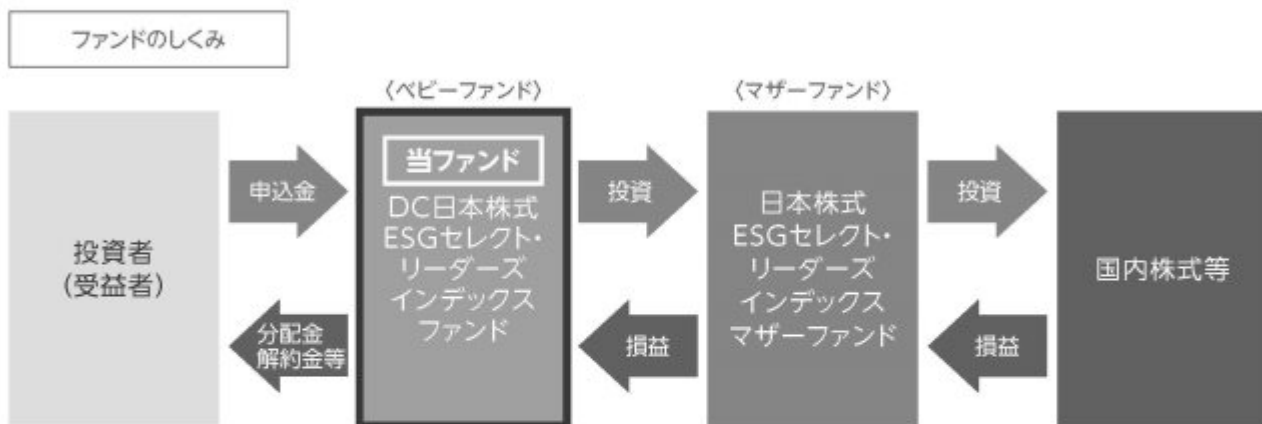 ファンドのしくみ
〈ベビーファンド〉
〈マザーファンド〉
投資者
(受益者)
申込金
分配金
解約金等
当ファンド
DC日本株式
ESGセレクト・
リーダーズ
インデックス
ファンド
投資
損益
日本株式
ESGセレクト・
リーダーズ
インデックス
マザーファンド
投資
損益
国内株式等